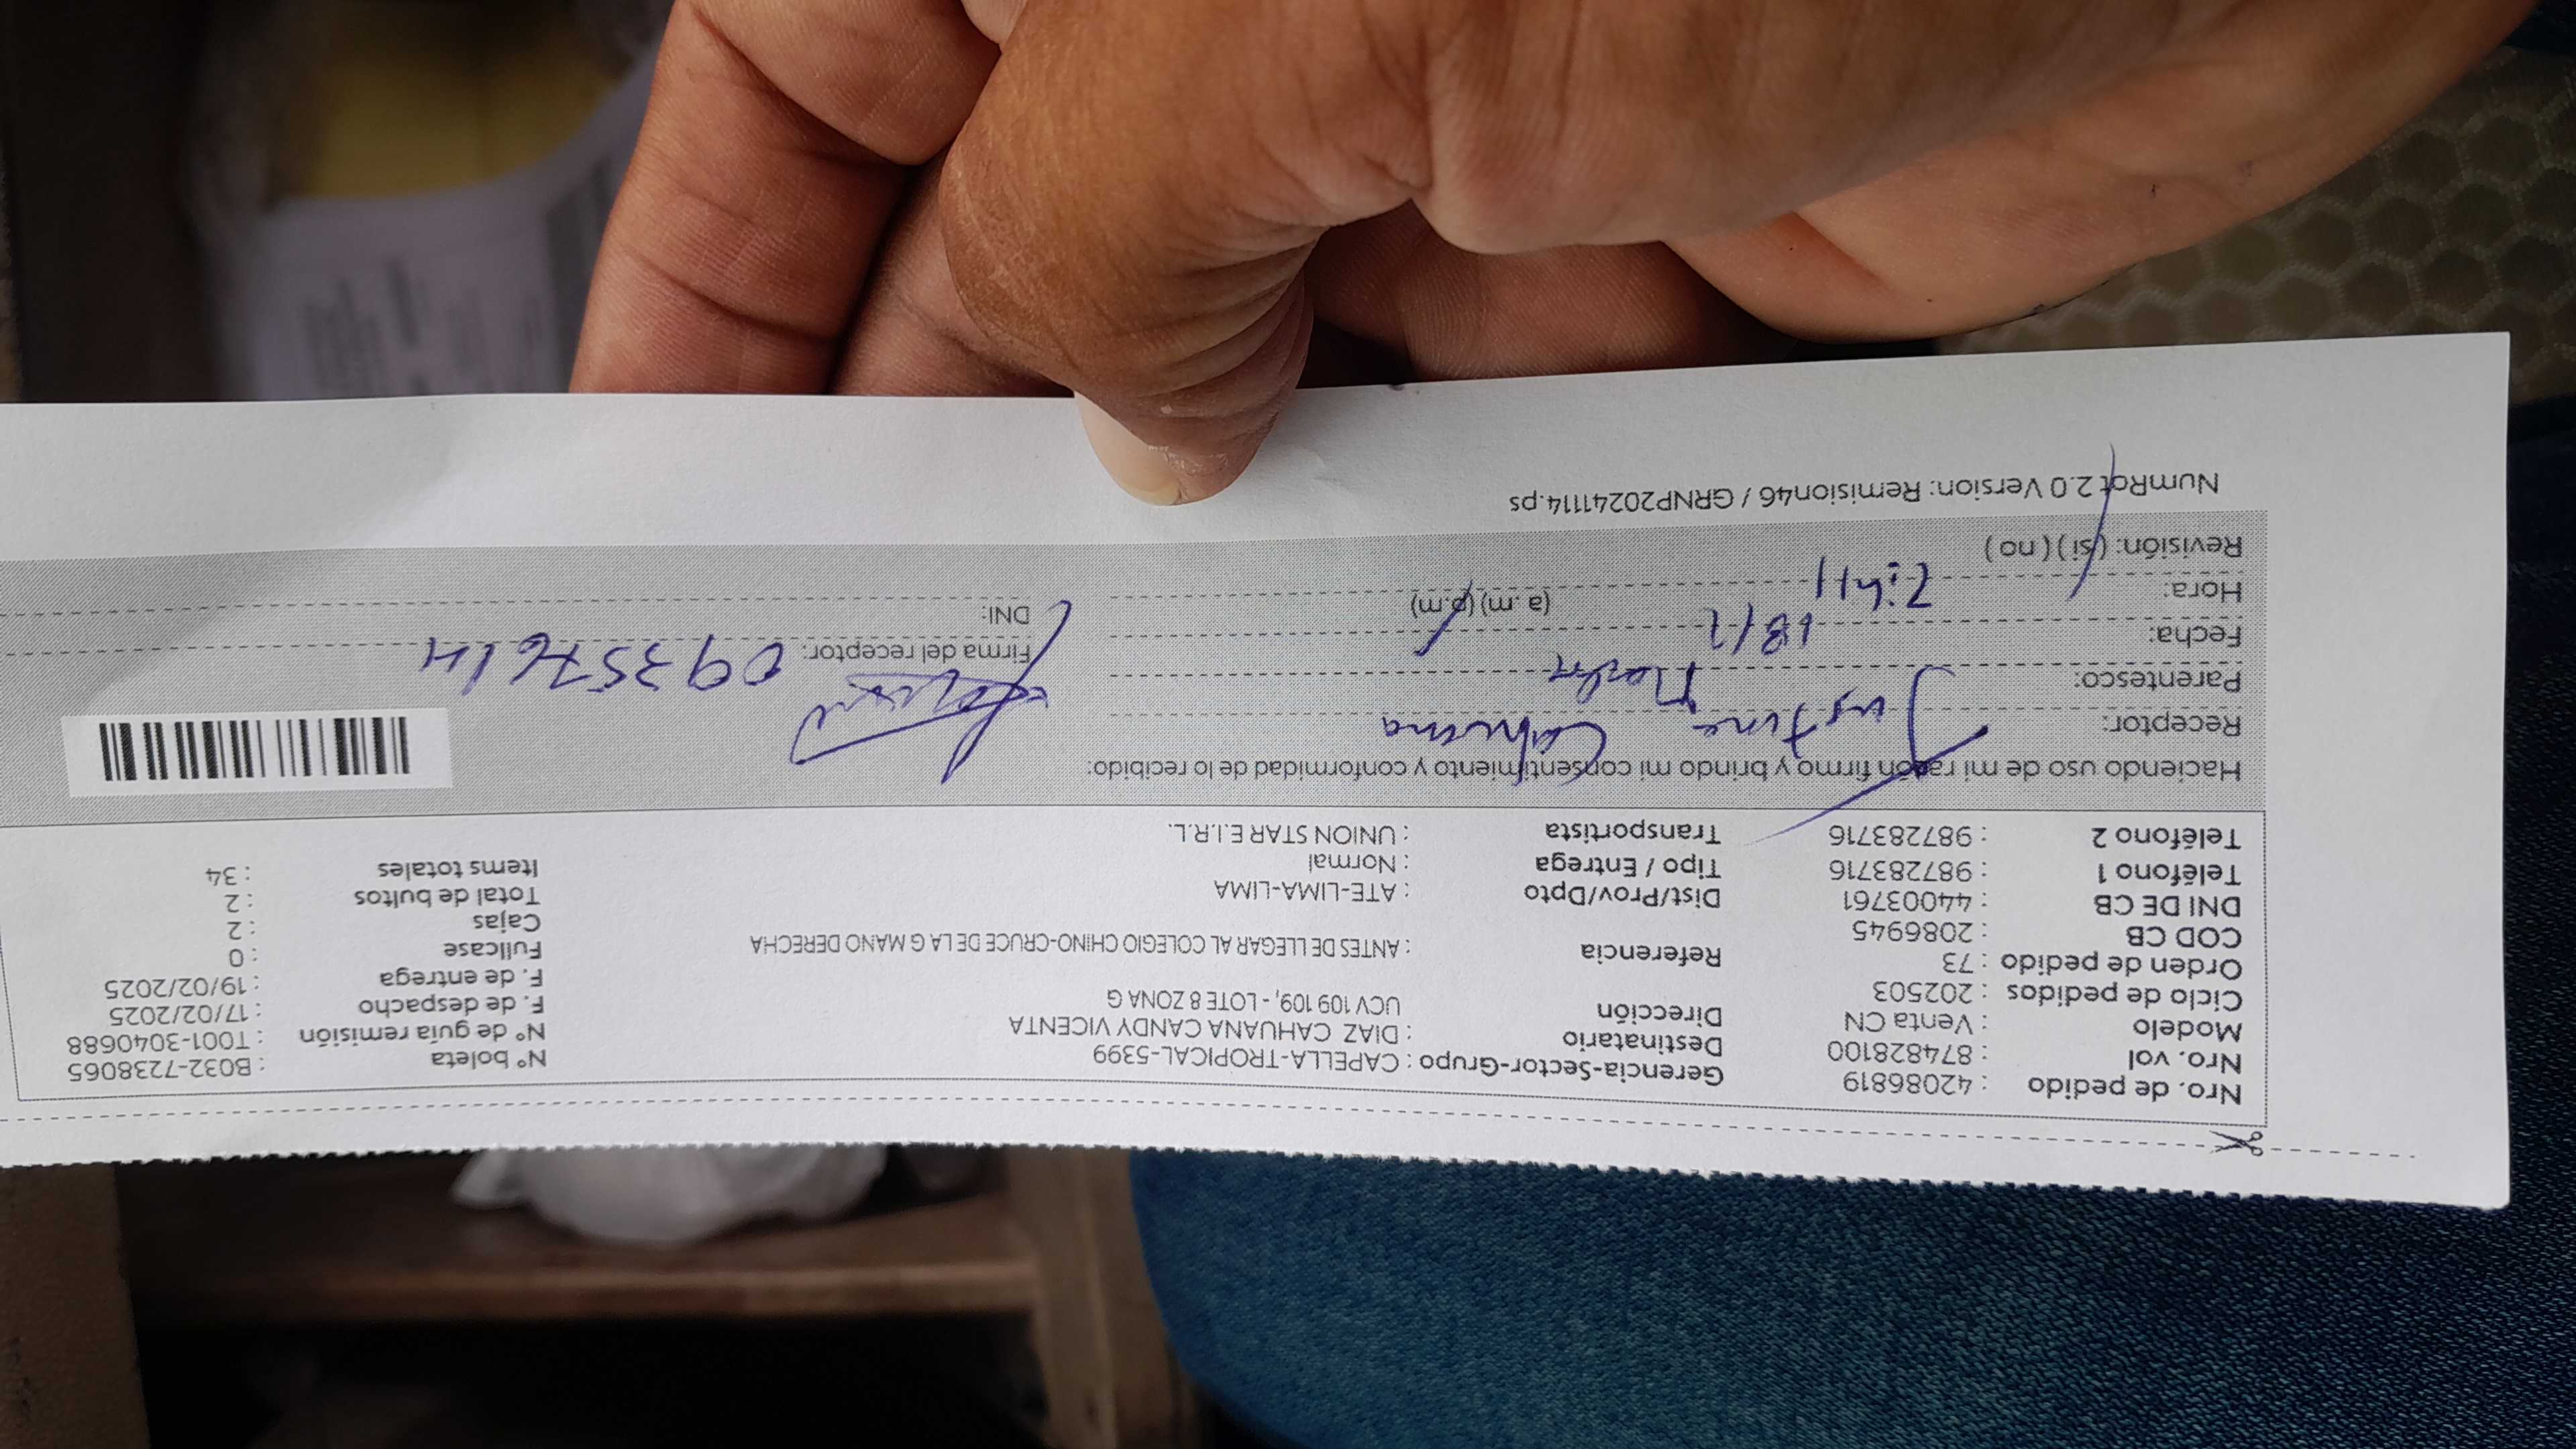 Nro. de pedido : 42086819 Gerencia-Sector-Grupo : CAPELLA-TROPICAL-5399 N° boleta : B032-7238065
Nro. vol : 874828100 Destinatario : DIAZ CAHUANA CANDY VICENTA N° de guía remisión : T001-3040688
Modelo : Venta CN Dirección UCV 109 109, - LOTE 8 ZONA G F. de despacho : 17/02/2025
Ciclo de pedidos : 202503 F. de entrega : 19/02/2025
Orden de pedido : 73 Referencia : ANTES DE LLEGAR AL COLEGIO CHINO-CRUCE DE LA G MANO DERECHA Fullcase : 0
COD CB : 2086945 Cajas : 2
DNI DE CB : 44003761 Dist/Prov/Dpto : ATE-LIMA-LIMA Total de bultos : 2
Teléfono 1 : 987283716 Tipo / Entrega : Normal Items totales : 34
Teléfono 2 : 987283716 Transportista : UNION STAR E.I.R.L.
Haciendo uso de mi razón firmo y brindo mi consentimiento y conformidad de lo recibido:
Receptor: Justina Cahuana
Parentesco:
Fecha: 18/2 Firma del receptor: 09357614
Hora: (a.m) (p.m) DNI:
Revisión: (si) (no)
NumRot 2.0 Version: Remision46 / GRNP20241114.ps